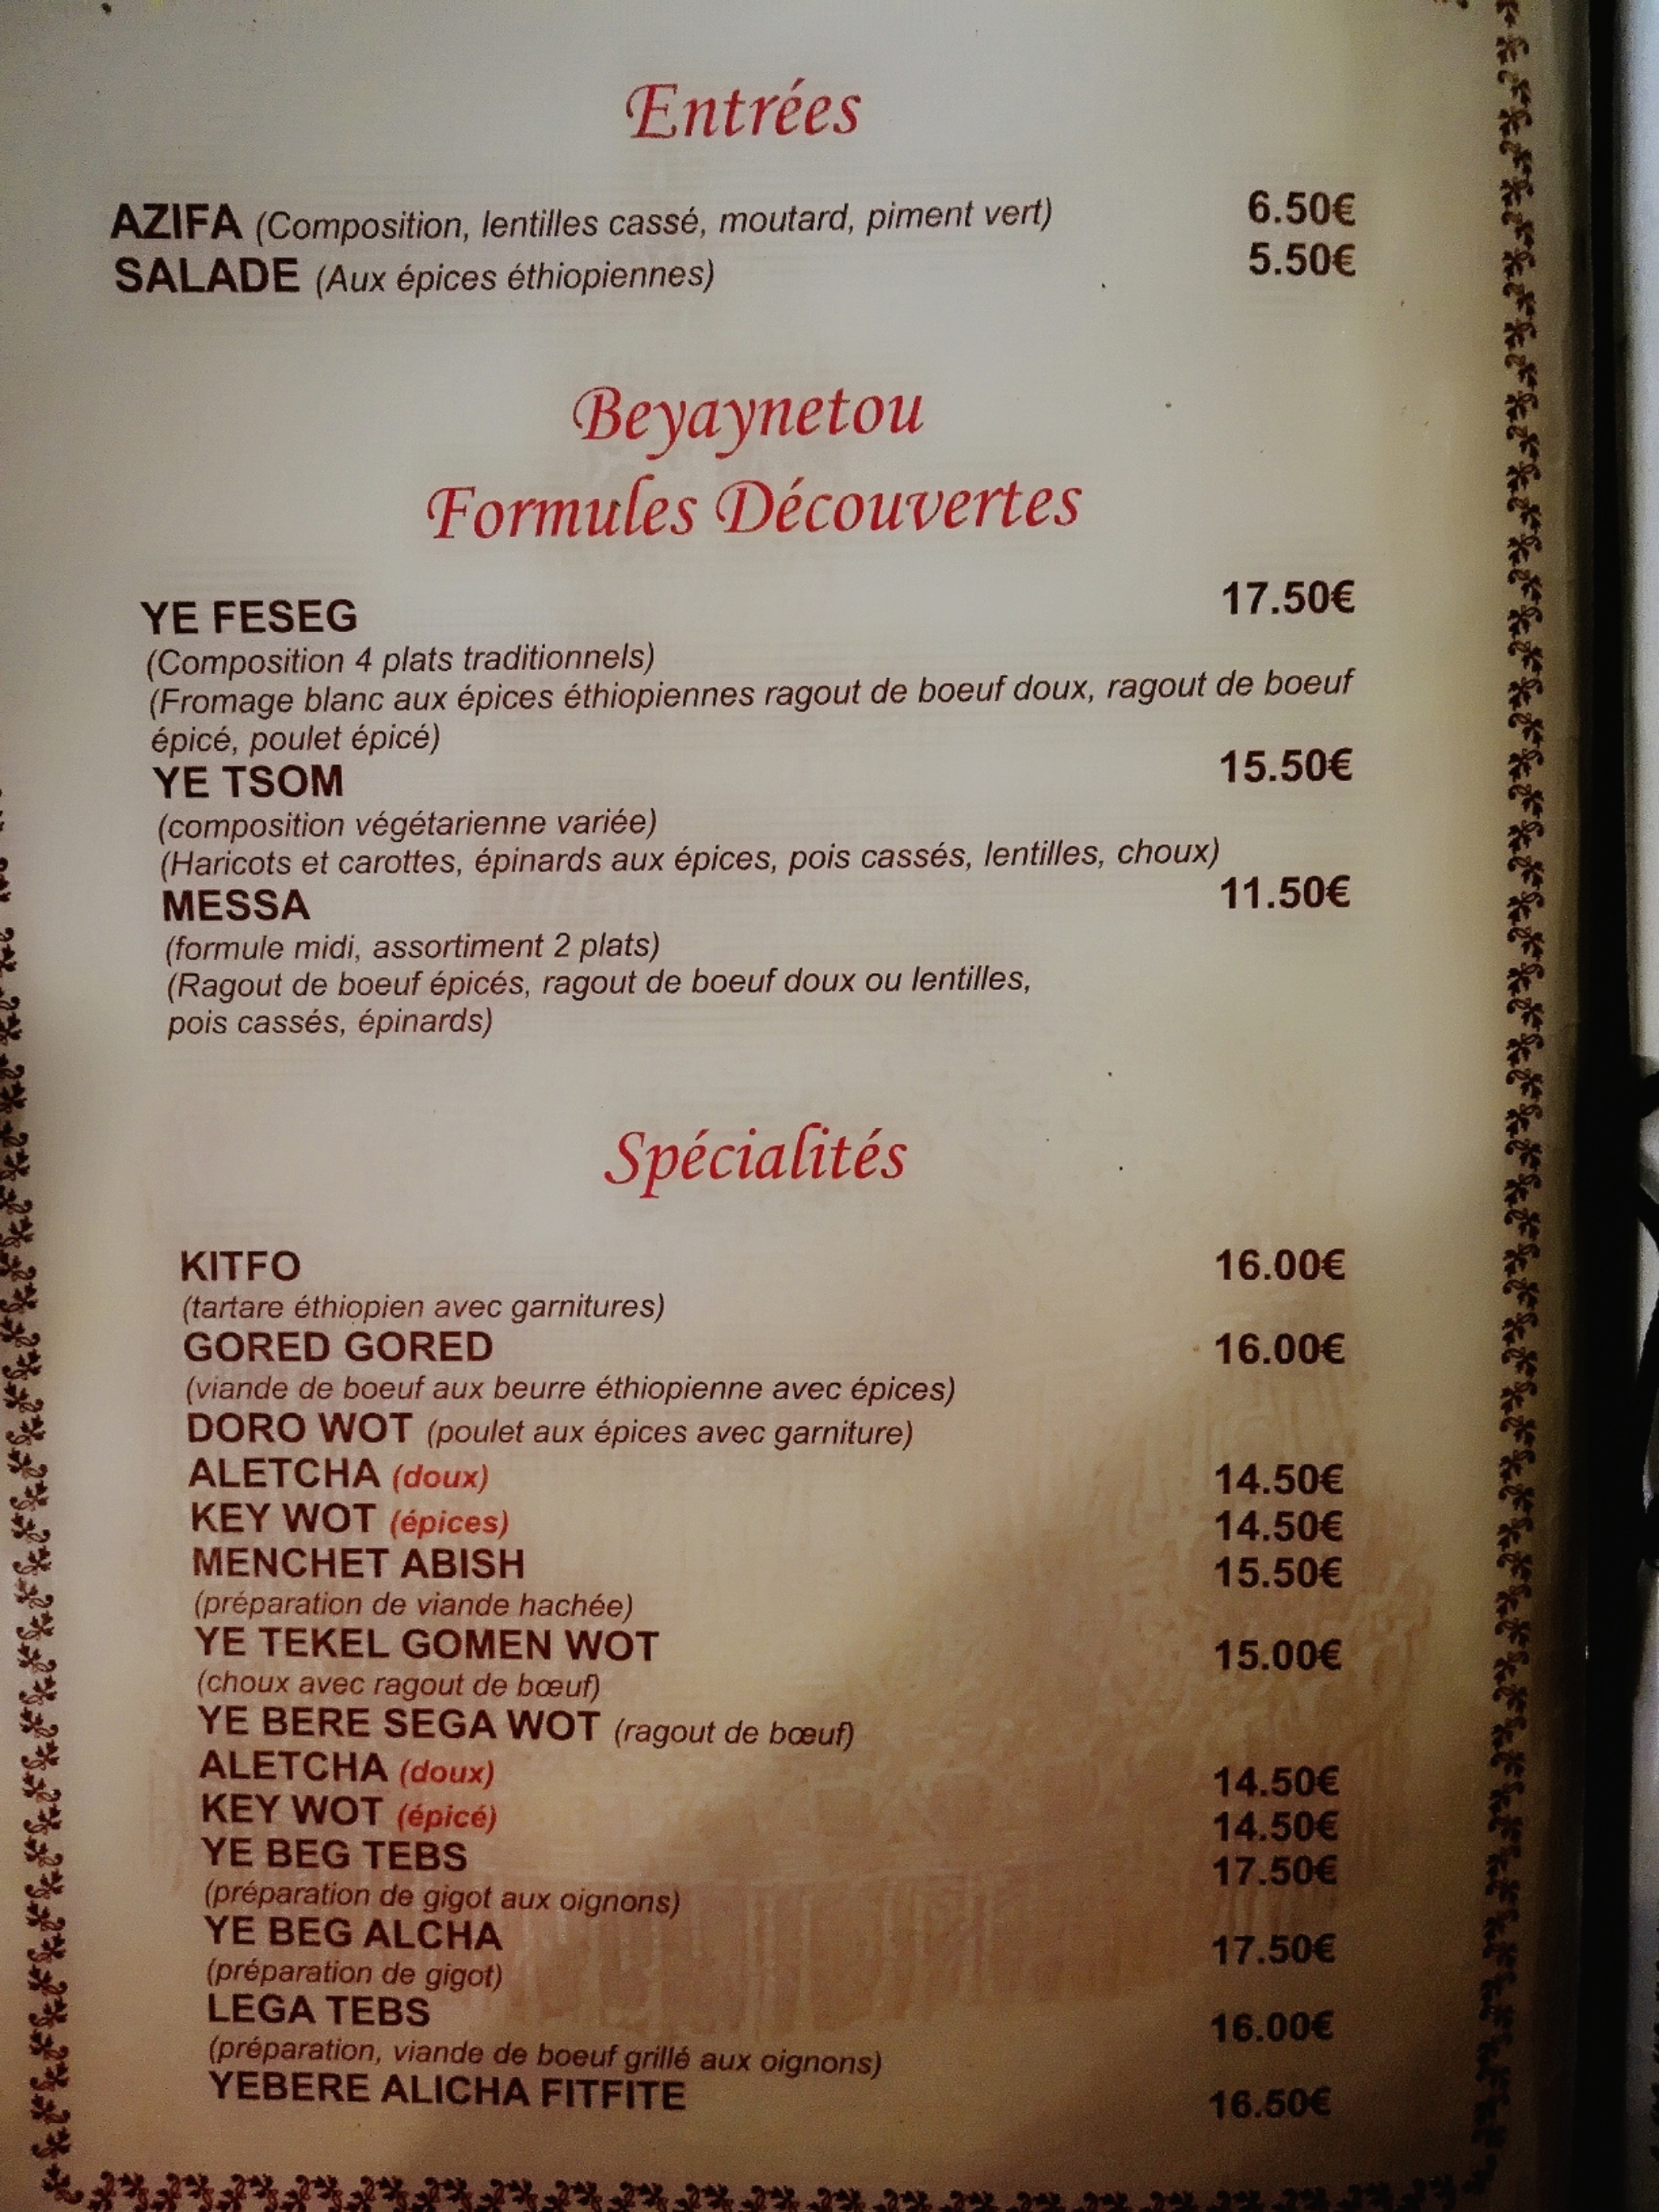 Entrées
AZIFA (Composition, lentilles cassé, moutard, piment vert) 6.50€
SALADE (Aux épices éthiopiennes) 5.50€
Beyaynetou
Formules Découvertes
YE FESEG 17.50€
(Composition 4 plats traditionnels)
(Fromage blanc aux épices éthiopiennes ragout de boeuf doux, ragout de boeuf
épicé, poulet épicé)
YE TSOM 15.50€
(composition végétarienne variée)
(Haricots et carottes, épinards aux épices, pois cassés, lentilles, choux)
MESSA 11.50€
(formule midi, assortiment 2 plats)
(Ragout de boeuf épicés, ragout de boeuf doux ou lentilles,
pois cassés, épinards)
Spécialités
KITFO 16.00€
(tartare éthiopien avec garnitures)
GORED GORED 16.00€
(viande de boeuf aux beurre éthiopienne avec épices)
DORO WOT (poulet aux épices avec garniture)
ALETCHA (doux) 14.50€
KEY WOT (épices) 14.50€
MENCHET ABISH 15.50€
(préparation de viande hachée)
YE TEKEL GOMEN WOT 15.00€
(choux avec ragout de bœuf)
YE BERE SEGA WOT (ragout de bœuf)
ALETCHA (doux) 14.50€
KEY WOT (épicé) 14.50€
YE BEG TEBS 17.50€
(préparation de gigot aux oignons)
YE BEG ALCHA 17.50€
(préparation de gigot)
LEGA TEBS 16.00€
(préparation, viande de boeuf grillé aux oignons)
YEBERE ALICHA FITFITE 16.50€